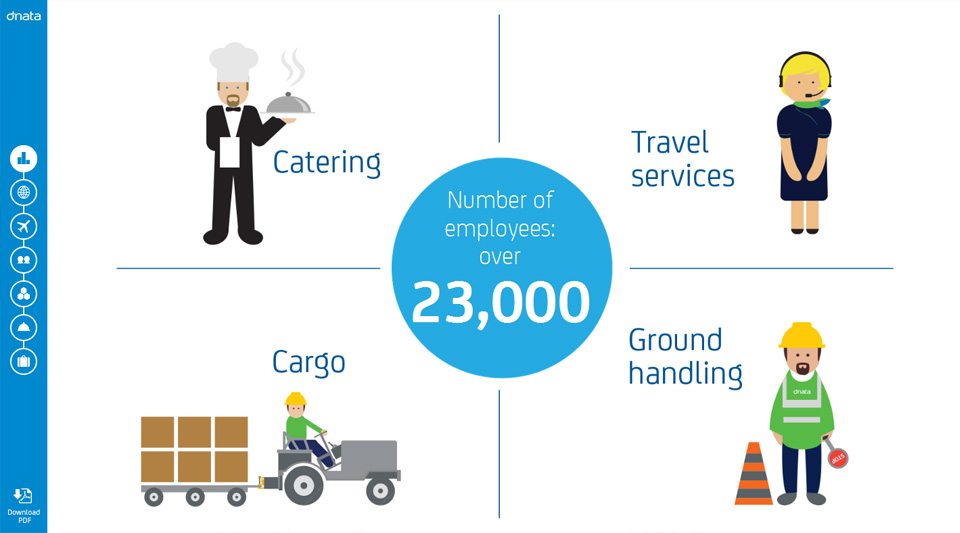 dnata
Catering
Travel
services
Number of
employees:
over
23,000
Cargo
Ground
handling
dnata
STOP
Download
PDF